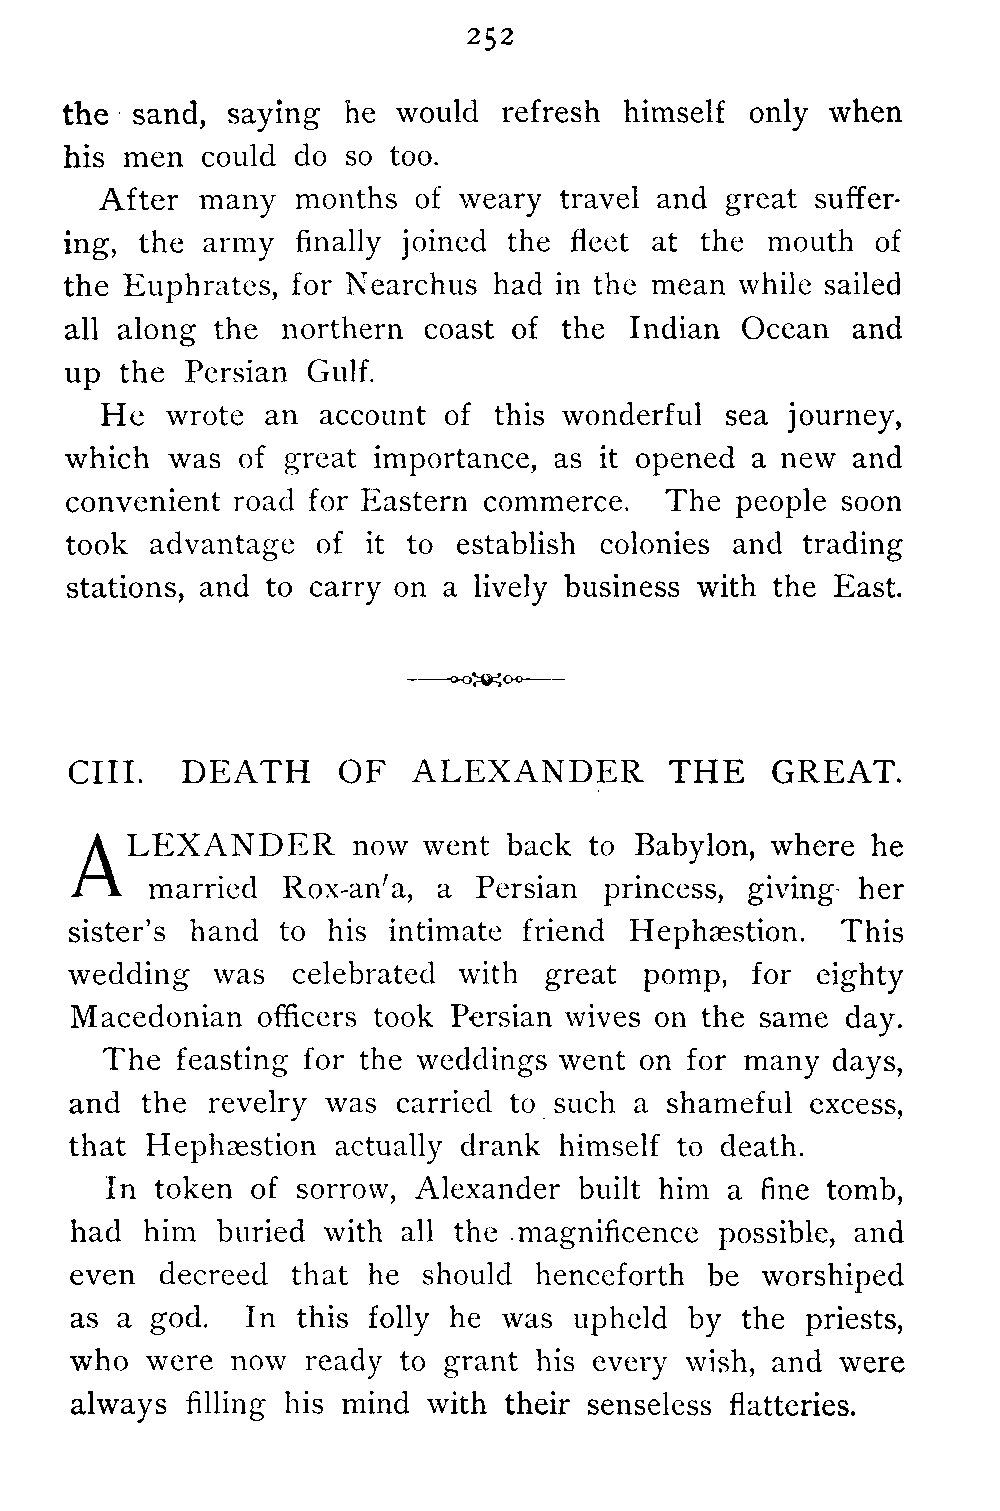 252
the sand, saying he would refresh himself only when
his men could do so too.
After many months of weary travel and great suffer-
ing, the army finally joined the fleet at the mouth of
the Euphrates, for Nearchus had in the mean while sailed
all along the northern coast of the Indian Ocean and
up the Persian Gulf.
He wrote an account of this wonderful sea journey,
which was of great importance, as it opened a new and
convenient road for Eastern commerce. The people soon
took advantage of it to establish colonies and trading
stations, and to carry on a lively business with the East.
CIII. DEATH OF ALEXANDER THE GREAT.
ALEXANDER now went back to Babylon, where he
married Rox-an′a, a Persian princess, giving her
sister's hand to his intimate friend Hephæstion. This
wedding was celebrated with great pomp, for eighty
Macedonian officers took Persian wives on the same day.
The feasting for the weddings went on for many days,
and the revelry was carried to such a shameful excess,
that Hephæstion actually drank himself to death.
In token of sorrow, Alexander built him a fine tomb,
had him buried with all the magnificence possible, and
even decreed that he should henceforth be worshiped
as a god. In this folly he was upheld by the priests,
who were now ready to grant his every wish, and were
always filling his mind with their senseless flatteries.